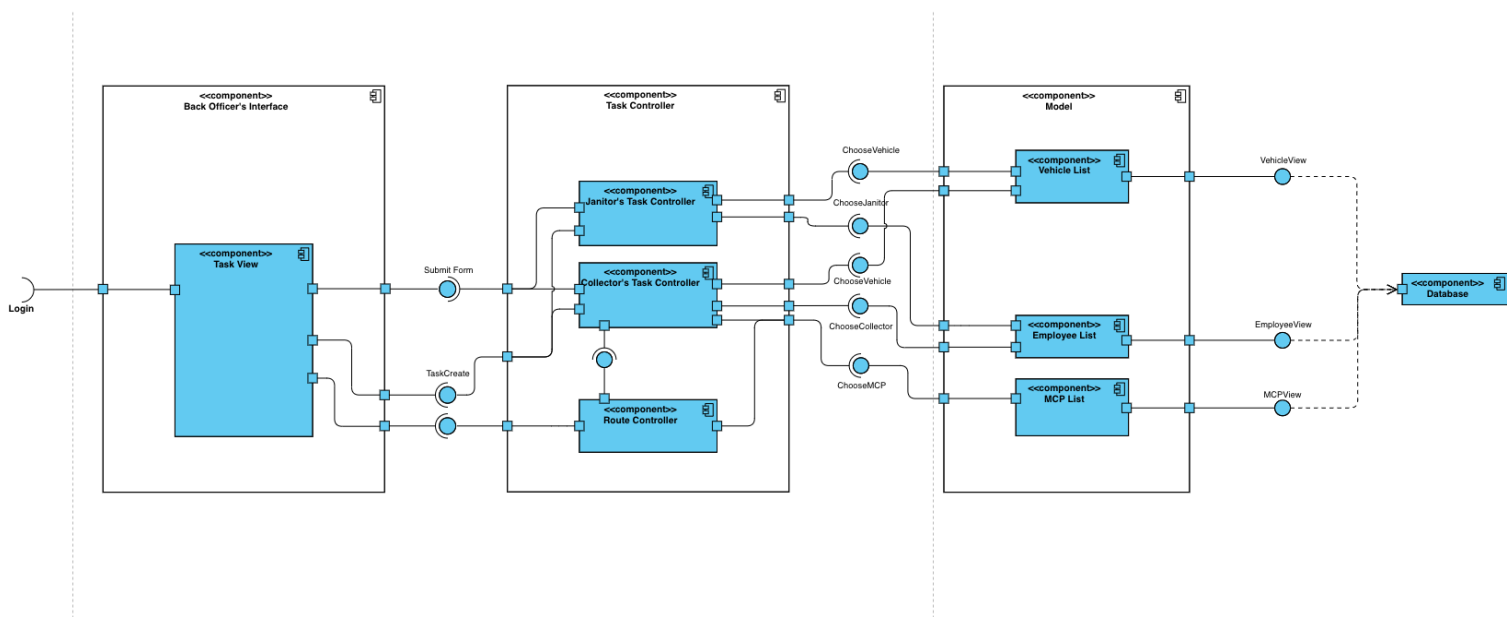 Login
<<component>>
Back Officer's Interface
<<component>>
Task View
Submit Form
TaskCreate
<<component>>
Task Controller
<<component>>
Janitor's Task Controller
<<component>>
Collector's Task Controller
<<component>>
Route Controller
ChooseVehicle
ChooseJanitor
ChooseVehicle
ChooseCollector
ChooseMCP
<<component>>
Model
<<component>>
Vehicle List
<<component>>
Employee List
<<component>>
MCP List
VehicleView
EmployeeView
MCPView
<<component>>
Database